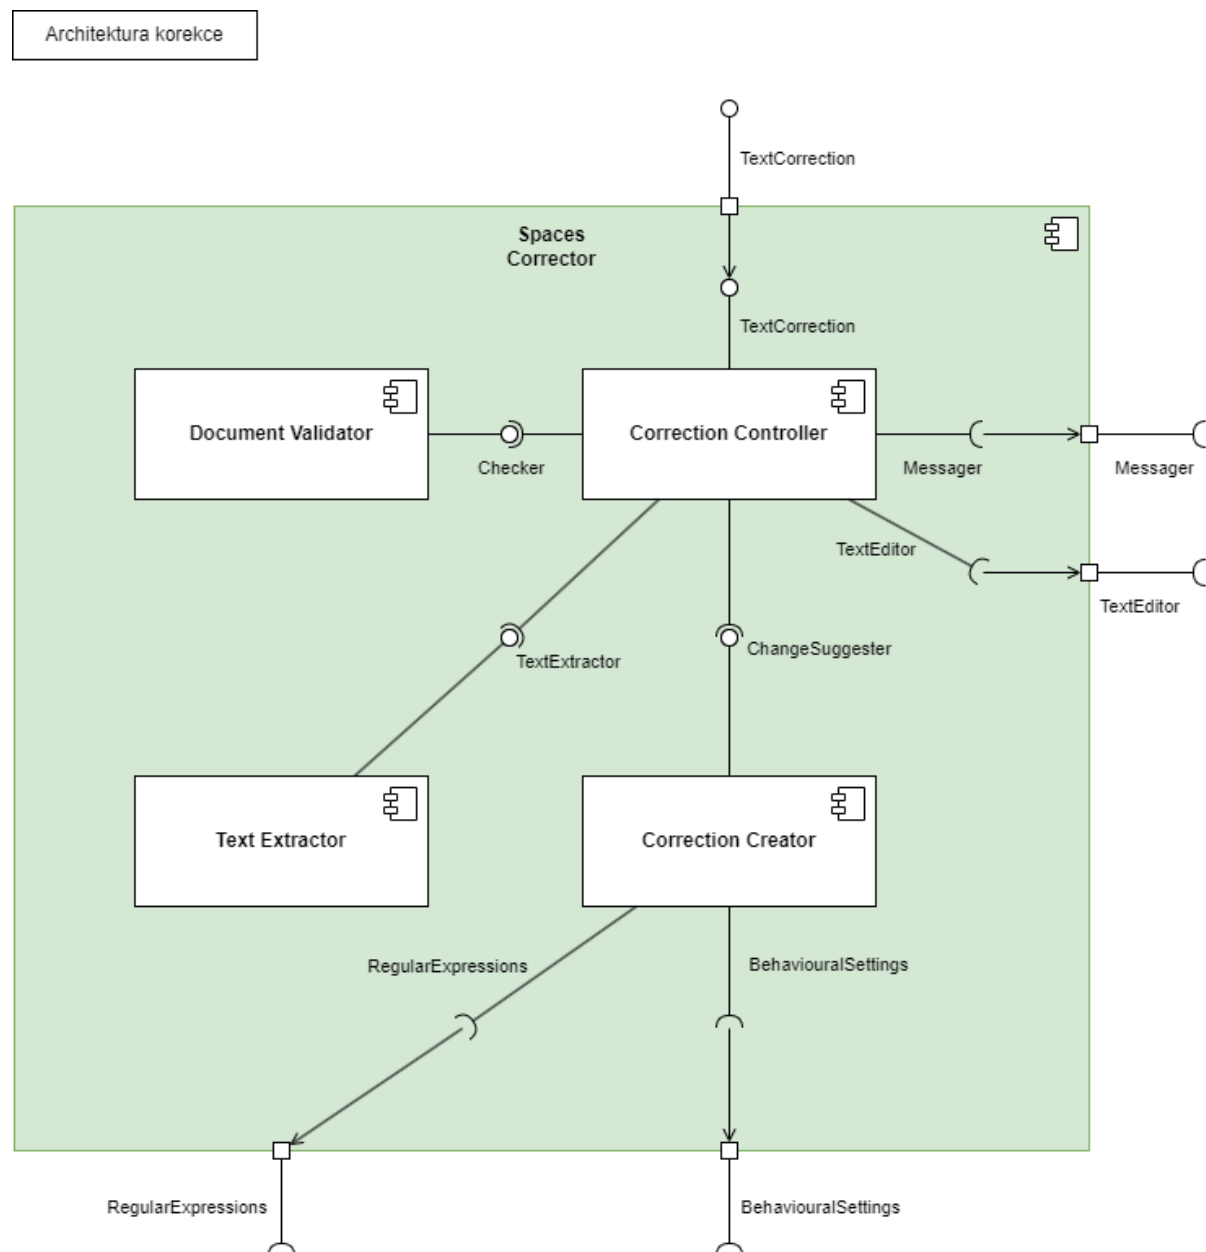 Architektura korekce
TextCorrection
Spaces
Corrector
TextCorrection
Document Validator
Checker
Correction Controller
Messager
Messager
TextEditor
TextEditor
TextExtractor
ChangeSuggester
Text Extractor
Correction Creator
RegularExpressions
BehaviouralSettings
RegularExpressions
BehaviouralSettings